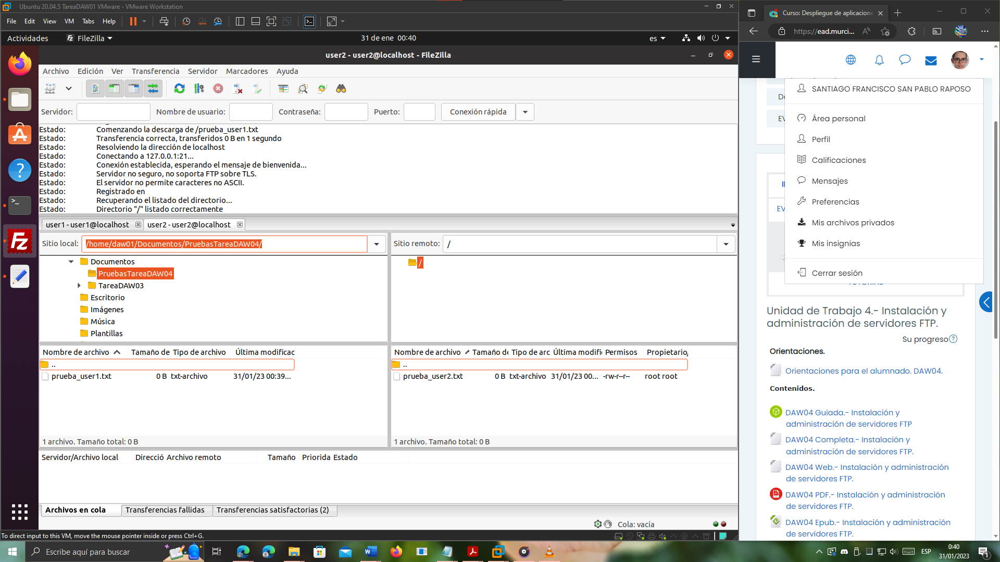 Ubuntu 20.04.5 TareaDAW01 VMware - VMware Workstation
File Edit View VM Tabs Help
Actividades FileZilla 31 de ene 00:40 es
user2 - user2@localhost - FileZilla
Archivo Edición Ver Transferencia Servidor Marcadores Ayuda
Servidor: Nombre de usuario: Contraseña: Puerto: Conexión rápida
Estado: Comenzando la descarga de /prueba_user1.txt
Estado: Transferencia correcta, transferidos 0 B en 1 segundo
Estado: Resolviendo la dirección de localhost
Estado: Conectando a 127.0.0.1:21...
Estado: Conexión establecida, esperando el mensaje de bienvenida...
Estado: Servidor no seguro, no soporta FTP sobre TLS.
Estado: El servidor no permite caracteres no ASCII.
Estado: Registrado en
Estado: Recuperando el listado del directorio...
Estado: Directorio "/" listado correctamente
user1 - user1@localhost user2 - user2@localhost
Sitio local: /home/daw01/Documentos/PruebasTareaDAW04/
Documentos
PruebasTareaDAW04
TareaDAW03
Escritorio
Imágenes
Música
Plantillas
Sitio remoto: /
/
Nombre de archivo Tamaño de Tipo de archivo Última modificac
..
prueba_user1.txt 0 B txt-archivo 31/01/23 00:39...
1 archivo. Tamaño total: 0 B
Nombre de archivo Tamaño de Tipo de arc Última modifi Permisos Propietario/
..
prueba_user2.txt 0 B txt-archivo 31/01/23 00... -rw-r--r-- root root
1 archivo. Tamaño total: 0 B
Servidor/Archivo local Direcció Archivo remoto Tamaño Priorida Estado
Archivos en cola Transferencias fallidas Transferencias satisfactorias (2)
Cola: vacía
To direct input to this VM, move the mouse pointer inside or press Ctrl+G.
Curso: Despliegue de aplicacione
https://ead.murci...
SANTIAGO FRANCISCO SAN PABLO RAPOSO
Área personal
Perfil
Calificaciones
Mensajes
Preferencias
Mis archivos privados
Mis insignias
Cerrar sesión
EV
EV
TUTORÍAS
Unidad de Trabajo 4.- Instalación y
administración de servidores FTP.
Su progreso
Orientaciones.
Orientaciones para el alumnado. DAW04.
Contenidos.
DAW04 Guiada.- Instalación y
administración de servidores FTP
DAW04 Completa.- Instalación y
administración de servidores FTP.
DAW04 Web.- Instalación y administración
de servidores FTP.
DAW04 PDF.- Instalación y administración
de servidores FTP.
DAW04 Epub.- Instalación y administración
de servidores FTP.
Escribe aquí para buscar
ESP
0:40
31/01/2023
1